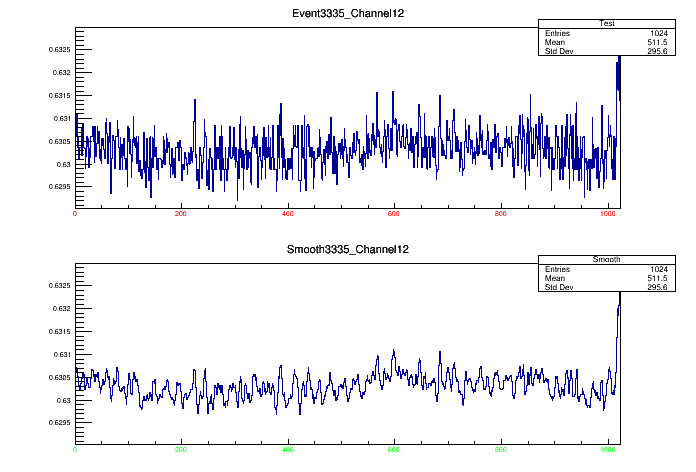 Event3335_Channel12
Test
Entries 1024
Mean 511.5
Std Dev 295.6
0.6325
0.632
0.6315
0.631
0.6305
0.63
0.6295
0 200 400 600 800 1000
Smooth3335_Channel12
Smooth
Entries 1024
Mean 511.5
Std Dev 295.6
0.6325
0.632
0.6315
0.631
0.6305
0.63
0.6295
0 200 400 600 800 1000